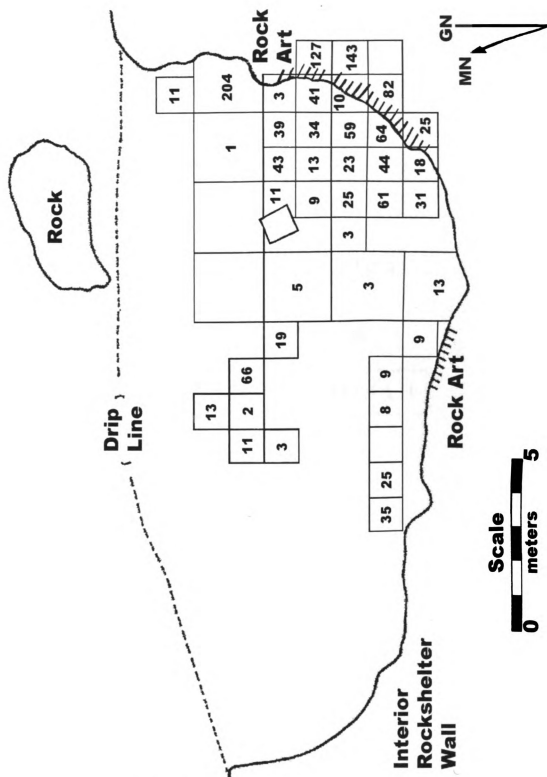 Rock
Drip
Line
11
13
1
204
11 2 66
Rock
Art
3 19
5
11 43 39 3
9 13 34 41 127
3 25 23 59 10 143
3
35 25 8 9
61 44 64 82
9
13
31 18 25
Rock Art
Interior
Rockshelter
Wall
Scale
0 5
meters
MN
GN